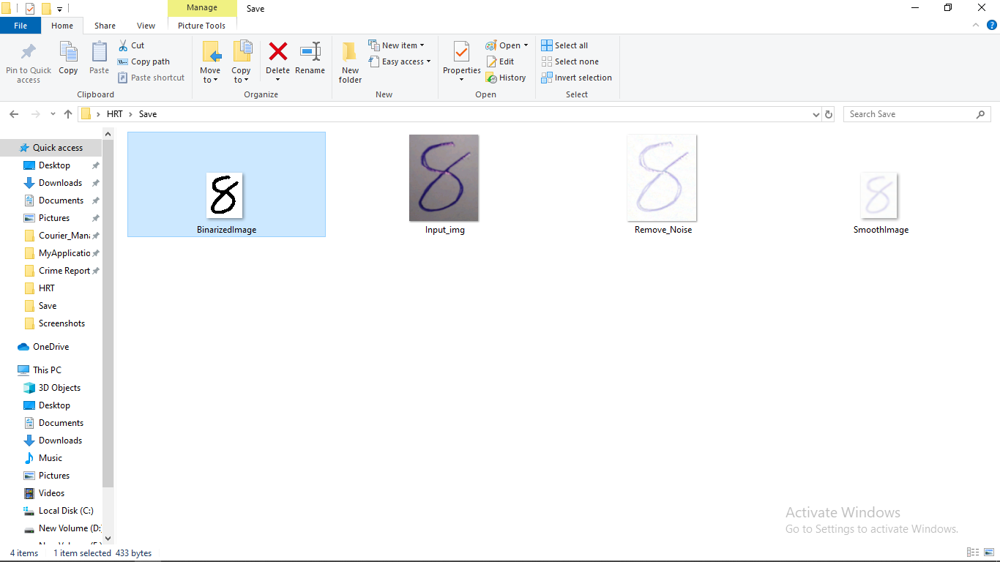 Manage
Save
File
Home
Share
View
Picture Tools
Pin to Quick access
Copy
Paste
Cut
Copy path
Paste shortcut
Clipboard
Move to
Copy to
Delete
Rename
Organize
New folder
New item
Easy access
New
Properties
Open
Edit
History
Open
Select all
Select none
Invert selection
Select
HRT
Save
Search Save
Quick access
Desktop
Downloads
Documents
Pictures
Courier_Man
MyApplicatio
Crime Report
HRT
Save
Screenshots
OneDrive
This PC
3D Objects
Desktop
Documents
Downloads
Music
Pictures
Videos
Local Disk (C:)
New Volume (D:
8
BinarizedImage
8
Input_img
8
Remove_Noise
8
SmoothImage
Activate Windows
Go to Settings to activate Windows.
4 items
1 item selected 433 bytes